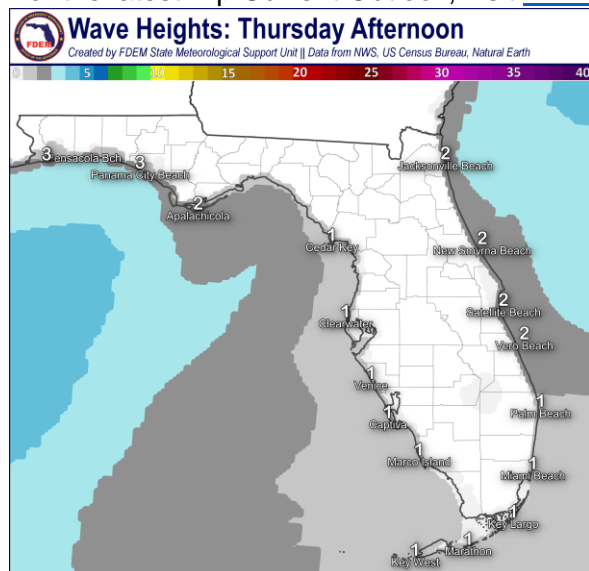 Wave Heights: Thursday Afternoon
Created by FDEM State Meteorological Support Unit || Data from NWS, US Census Bureau, Natural Earth
0 5 10 15 20 25 30 35 40
3 Pensacola Bch.
3
Panama City Beach
2
Apalachicola
2
Jacksonville Beach
1
Cedar Key
2
New Smyrna Beach
2
Satellite Beach
1
Clearwater
2
Vero Beach
1
Venice
1
Captiva
1
Palm Beach
1
Marco Island
1
Miami Beach
1
Key Largo
1
Marathon
1
Key West